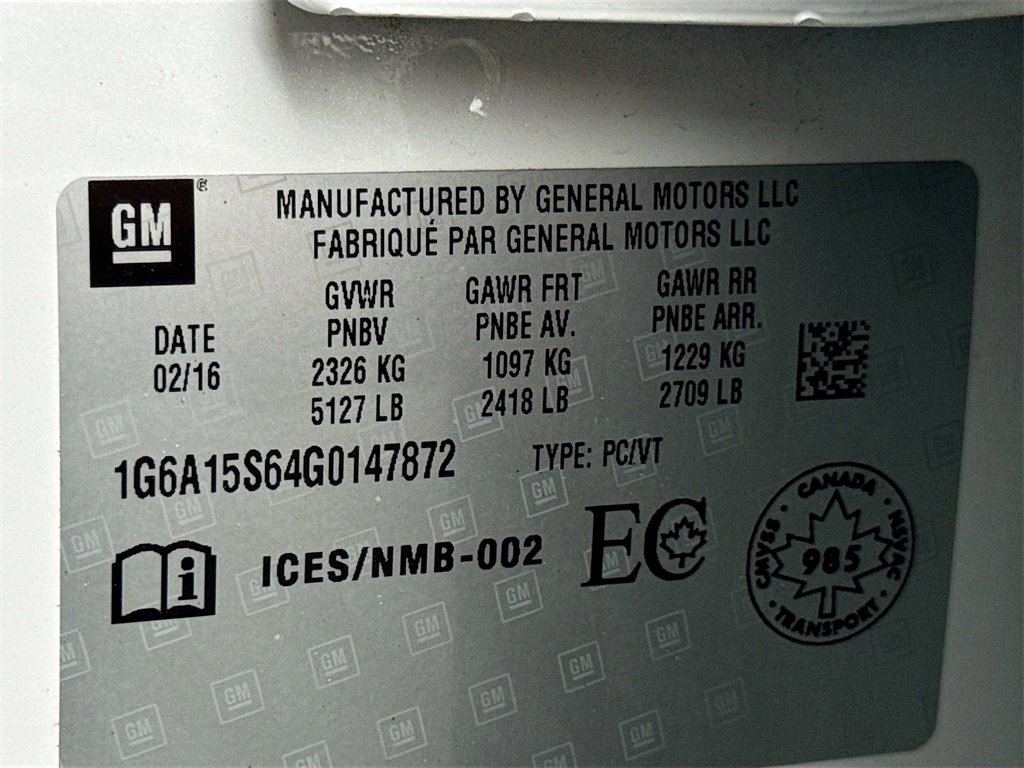 GM®
MANUFACTURED BY GENERAL MOTORS LLC
FABRIQUÉ PAR GENERAL MOTORS LLC
DATE
02/16
GVWR
PNBV
2326 KG
5127 LB
GAWR FRT
PNBE AV.
1097 KG
2418 LB
GAWR RR
PNBE ARR.
1229 KG
2709 LB
1G6A15S64G0147872
TYPE: PC/VT
i
ICES/NMB-002
EC
CANADA
CMVSS · NSVAC
985
TRANSPORT